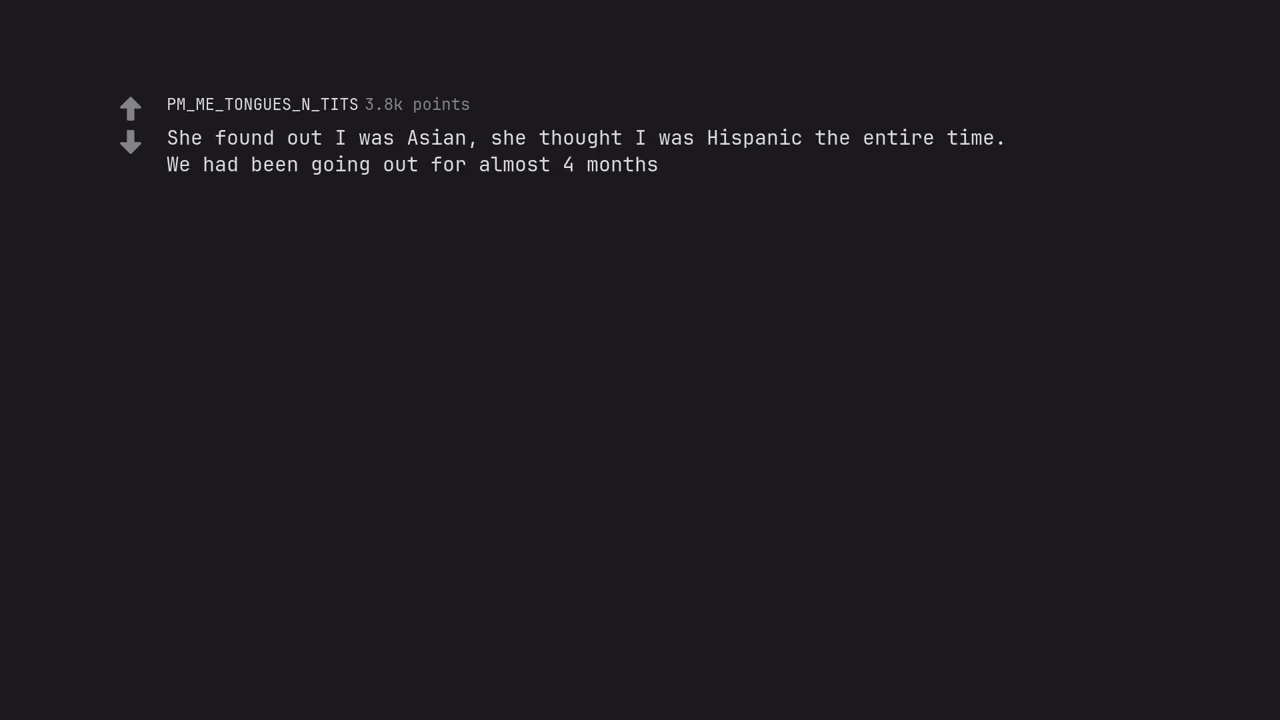 PM_ME_TONGUES_N_TITS 3.8k points
She found out I was Asian, she thought I was Hispanic the entire time.
We had been going out for almost 4 months